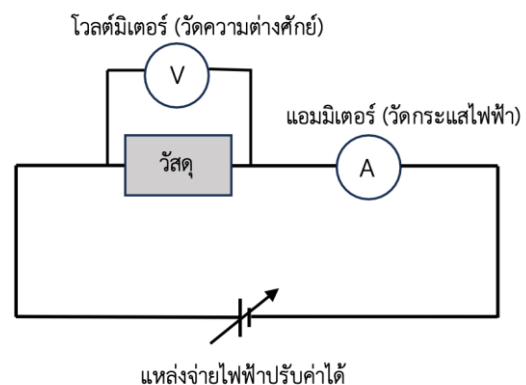 โวลต์มิเตอร์ (วัดความต่างศักย์)
V
แอมมิเตอร์ (วัดกระแสไฟฟ้า)
วัสดุ
A
แหล่งจ่ายไฟฟ้าปรับค่าได้